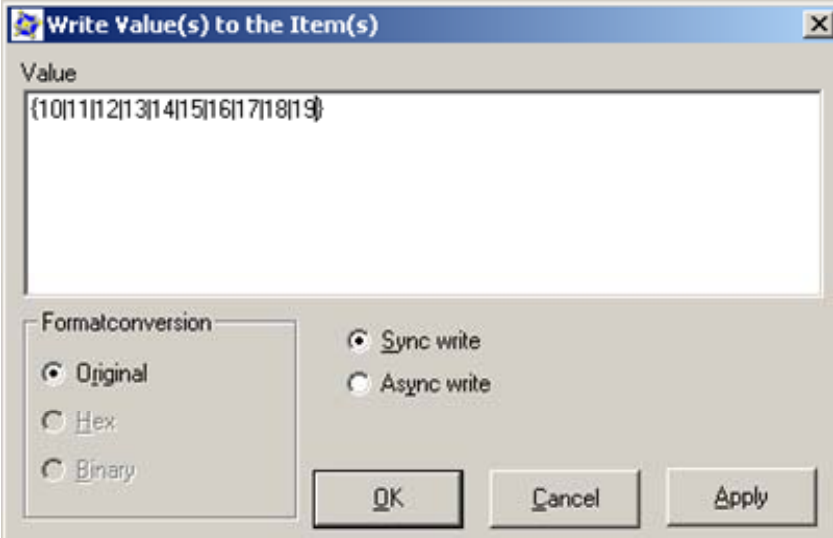 Write Value(s) to the Item(s)
Value
{10|11|12|13|14|15|16|17|18|19}
Formatconversion
Original
Hex
Binary
Sync write
Async write
OK
Cancel
Apply